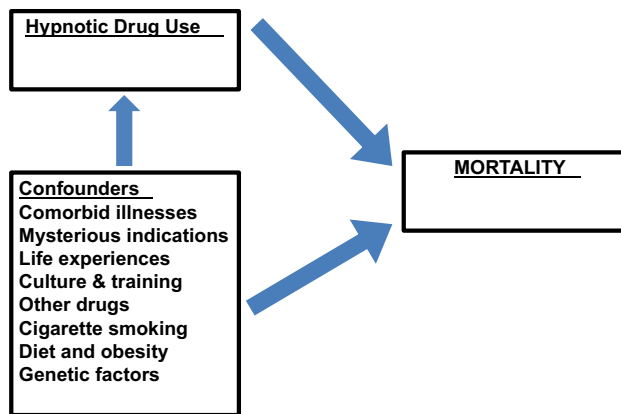 Hypnotic Drug Use
MORTALITY
Confounders
Comorbid illnesses
Mysterious indications
Life experiences
Culture & training
Other drugs
Cigarette smoking
Diet and obesity
Genetic factors